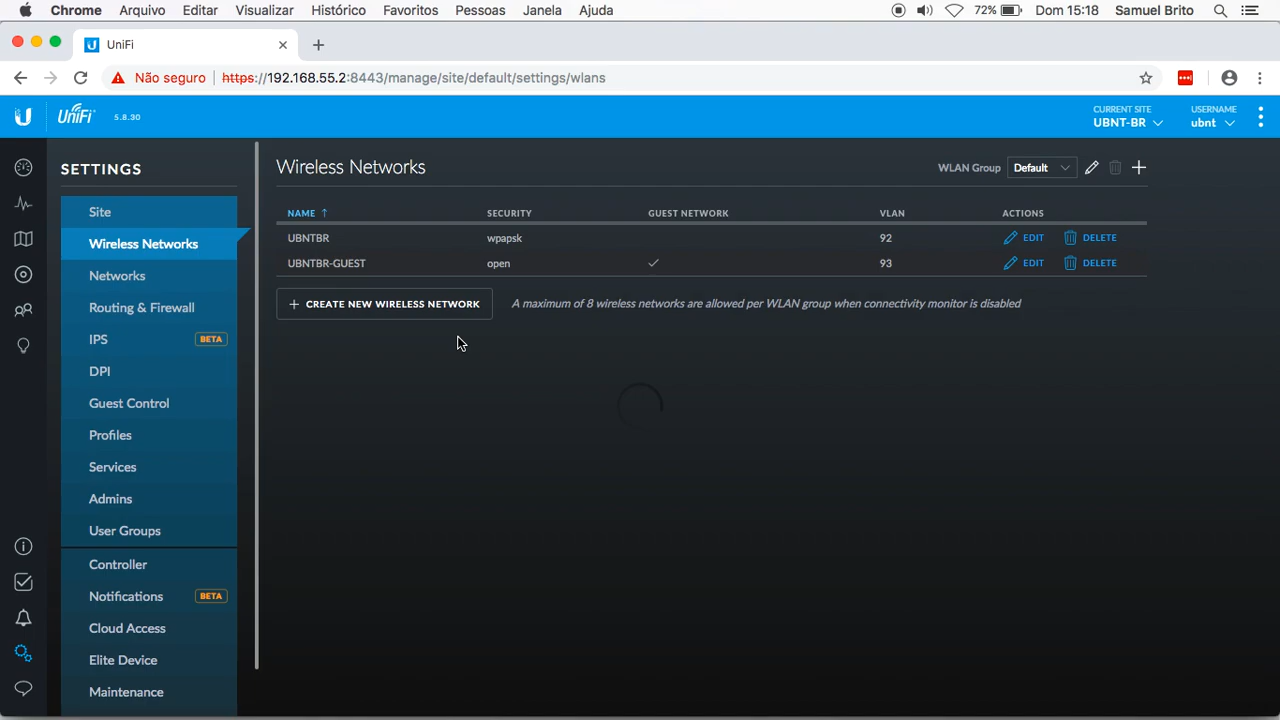 Chrome Arquivo Editar Visualizar Histórico Favoritos Pessoas Janela Ajuda 72% Dom 15:18 Samuel Brito
UniFi
Não seguro https://192.168.55.2:8443/manage/site/default/settings/wlans
UniFi 5.8.30
CURRENT SITE
UBNT-BR
USERNAME
ubnt
SETTINGS
Site
Wireless Networks
Networks
Routing & Firewall
IPS BETA
DPI
Guest Control
Profiles
Services
Admins
User Groups
Controller
Notifications BETA
Cloud Access
Elite Device
Maintenance
Wireless Networks
WLAN Group Default
NAME ↑ SECURITY GUEST NETWORK VLAN ACTIONS
UBNTBR wpapsk 92 EDIT DELETE
UBNTBR-GUEST open ✓ 93 EDIT DELETE
+ CREATE NEW WIRELESS NETWORK A maximum of 8 wireless networks are allowed per WLAN group when connectivity monitor is disabled